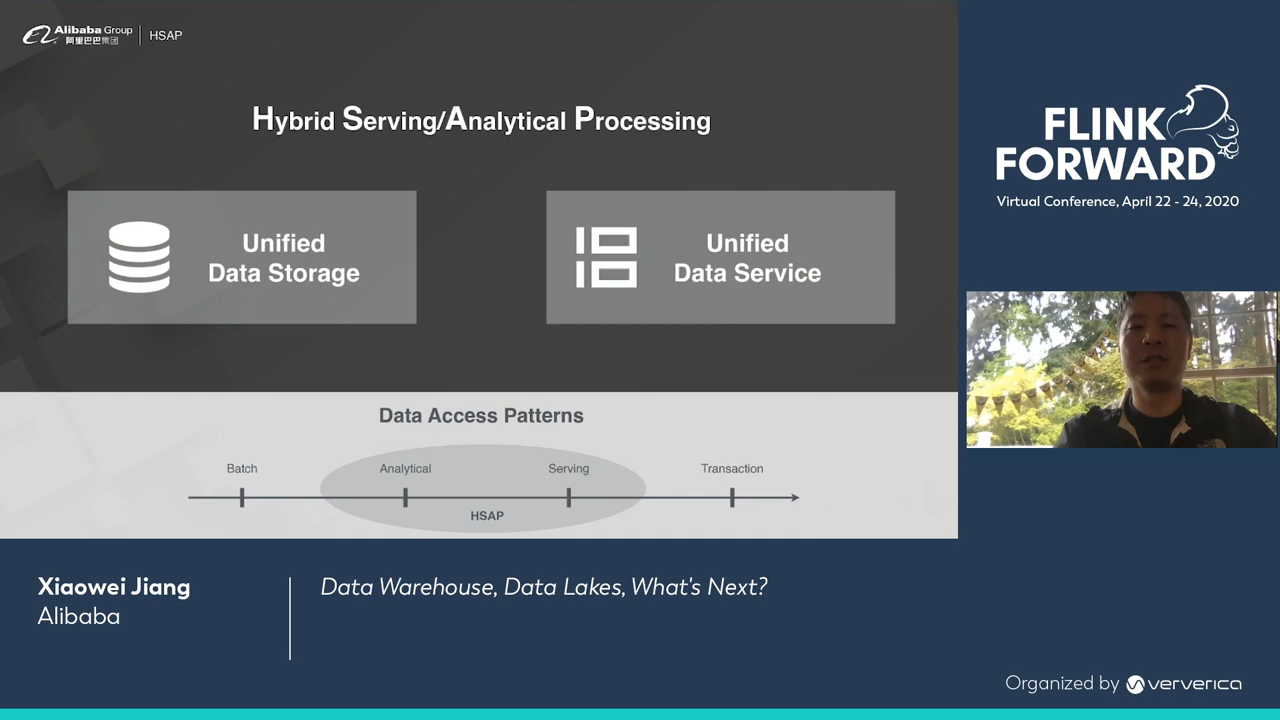 Alibaba Group
阿里巴巴集团
HSAP
Hybrid Serving/Analytical Processing
Unified
Data Storage
Unified
Data Service
Data Access Patterns
Batch
Analytical
Serving
Transaction
HSAP
FLINK
FORWARD
Virtual Conference, April 22 - 24, 2020
Xiaowei Jiang
Alibaba
Data Warehouse, Data Lakes, What's Next?
Organized by ververica